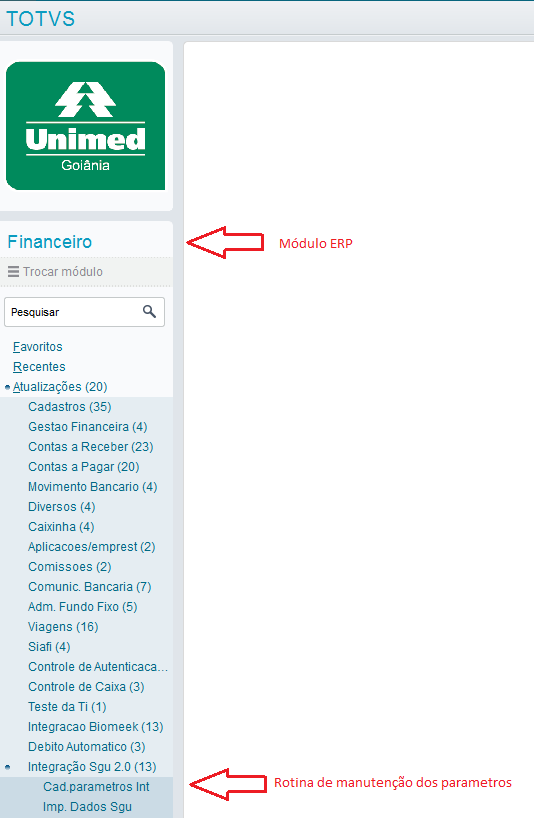 TOTVS
Unimed
Goiânia
Financeiro
Módulo ERP
Trocar módulo
Pesquisar
Favoritos
Recentes
Atualizações (20)
Cadastros (35)
Gestao Financeira (4)
Contas a Receber (23)
Contas a Pagar (20)
Movimento Bancario (4)
Diversos (4)
Caixinha (4)
Aplicacoes/emprest (2)
Comissoes (2)
Comunic. Bancaria (7)
Adm. Fundo Fixo (5)
Viagens (16)
Siafi (4)
Controle de Autenticaca...
Controle de Caixa (3)
Teste da Ti (1)
Integracao Biomeek (13)
Debito Automatico (3)
Integração Sgu 2.0 (13)
Cad.parametros Int
Rotina de manutenção dos parametros
Imp. Dados Sgu